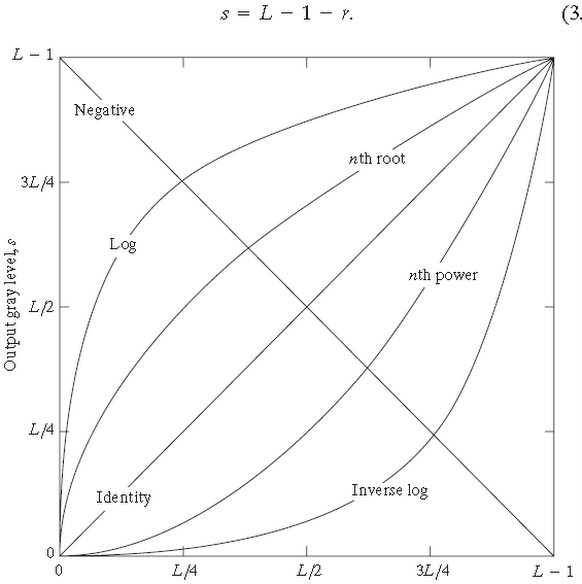 s = L − 1 − r.
(3.
L − 1
Negative
nth root
3L/4
Log
nth power
Output gray level, s
L/2
L/4
Identity
Inverse log
0
0
L/4
L/2
3L/4
L − 1